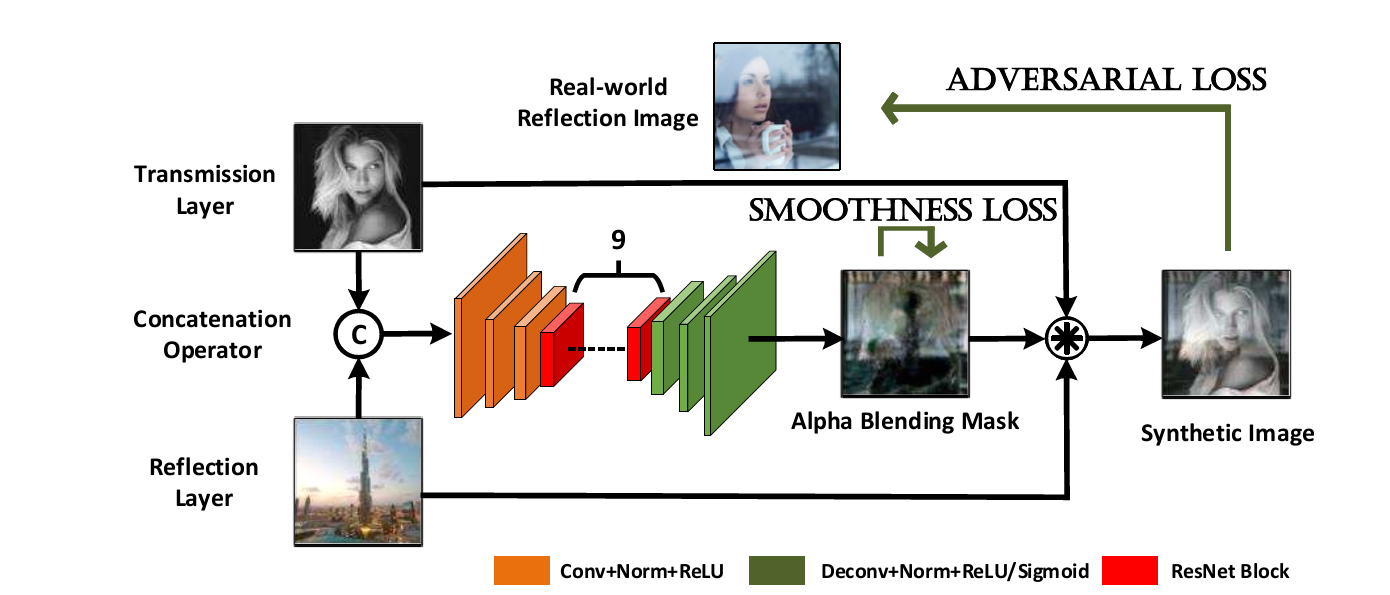 Real-world
Reflection Image
ADVERSARIAL LOSS
Transmission
Layer
SMOOTHNESS LOSS
9
Concatenation
Operator
C
Alpha Blending Mask
Synthetic Image
Reflection
Layer
Conv+Norm+ReLU
Deconv+Norm+ReLU/Sigmoid
ResNet Block